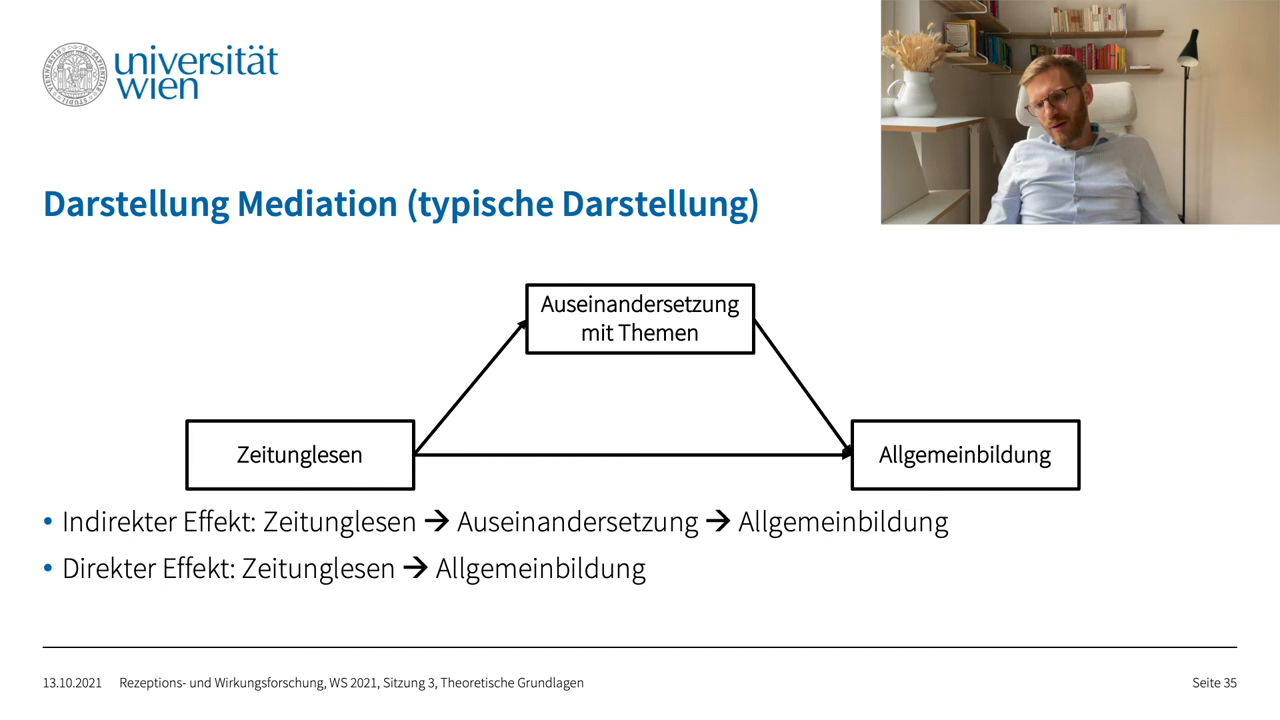 universität
wien
Darstellung Mediation (typische Darstellung)
Auseinandersetzung
mit Themen
Zeitunglesen
Allgemeinbildung
• Indirekter Effekt: Zeitunglesen → Auseinandersetzung → Allgemeinbildung
• Direkter Effekt: Zeitunglesen → Allgemeinbildung
13.10.2021 Rezeptions- und Wirkungsforschung, WS 2021, Sitzung 3, Theoretische Grundlagen Seite 35